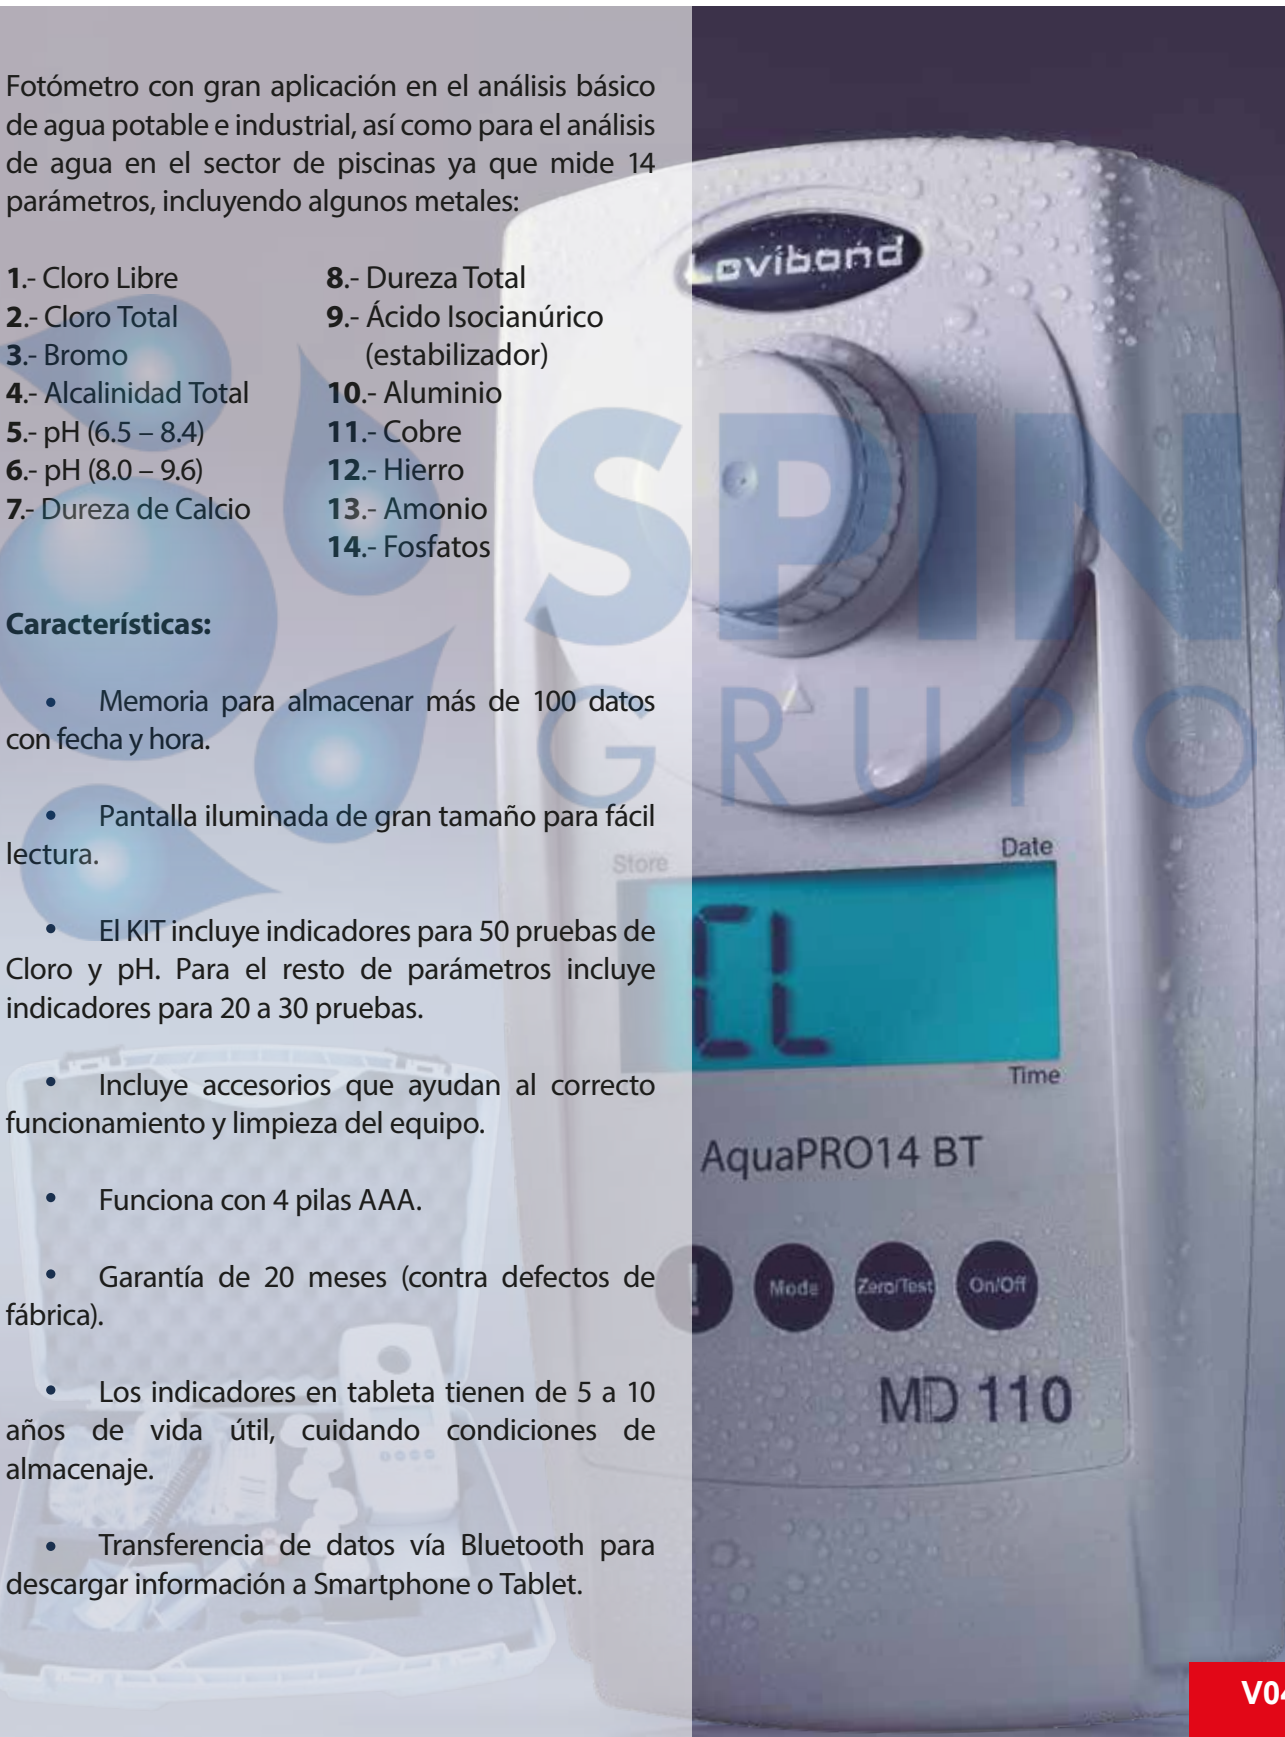 Fotómetro con gran aplicación en el análisis básico
de agua potable e industrial, así como para el análisis
de agua en el sector de piscinas ya que mide 14
parámetros, incluyendo algunos metales:
1.- Cloro Libre
2.- Cloro Total
3.- Bromo
4.- Alcalinidad Total
5.- pH (6.5 – 8.4)
6.- pH (8.0 – 9.6)
7.- Dureza de Calcio
8.- Dureza Total
9.- Ácido Isocianúrico
(estabilizador)
10.- Aluminio
11.- Cobre
12.- Hierro
13.- Amonio
14.- Fosfatos
Características:
• Memoria para almacenar más de 100 datos
con fecha y hora.
• Pantalla iluminada de gran tamaño para fácil
lectura.
• El KIT incluye indicadores para 50 pruebas de
Cloro y pH. Para el resto de parámetros incluye
indicadores para 20 a 30 pruebas.
• Incluye accesorios que ayudan al correcto
funcionamiento y limpieza del equipo.
• Funciona con 4 pilas AAA.
• Garantía de 20 meses (contra defectos de
fábrica).
• Los indicadores en tableta tienen de 5 a 10
años de vida útil, cuidando condiciones de
almacenaje.
• Transferencia de datos vía Bluetooth para
descargar información a Smartphone o Tablet.
Lovibond
SPIN
GRUPO
Store
Date
CL
Time
AquaPRO14 BT
!
Mode
Zero/Test
On/Off
MD 110